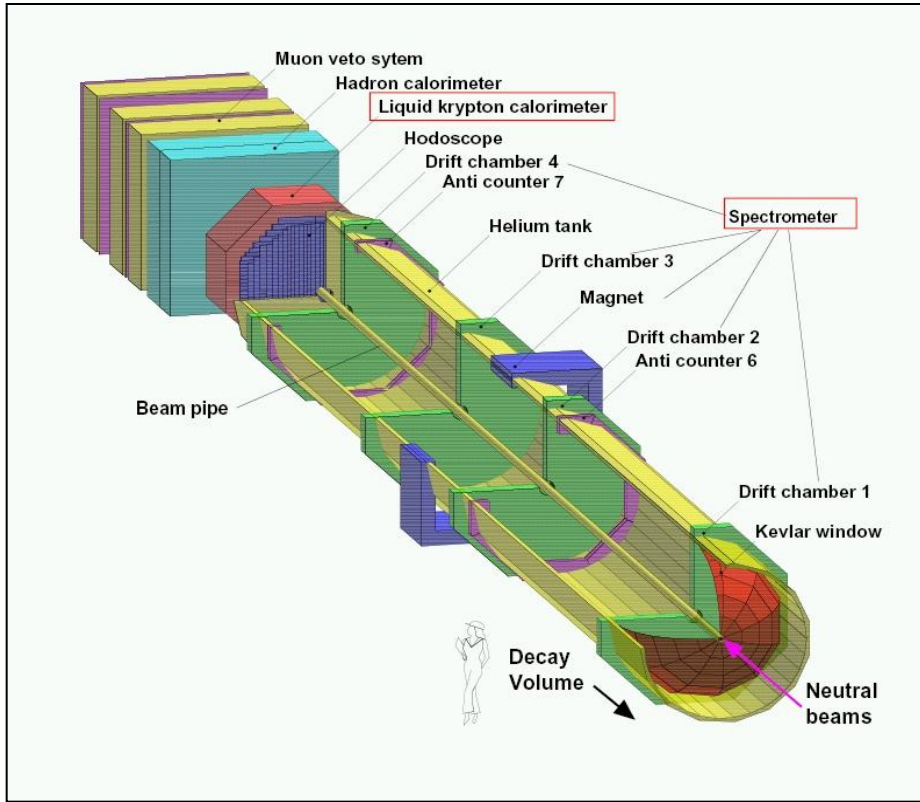 Muon veto sytem
Hadron calorimeter
Liquid krypton calorimeter
Hodoscope
Drift chamber 4
Anti counter 7
Spectrometer
Helium tank
Drift chamber 3
Magnet
Drift chamber 2
Anti counter 6
Beam pipe
Drift chamber 1
Kevlar window
Decay
Volume
Neutral
beams